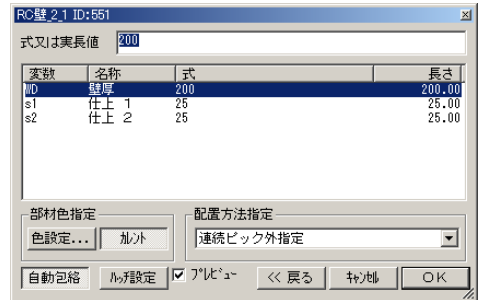 RC壁_2_1 ID:551
式又は実長値 200
変数 名称 式 長さ
WD 壁厚 200 200.00
s1 仕上 1 25 25.00
s2 仕上 2 25 25.00
部材色指定 配置方法指定
色設定... ｶﾚﾝﾄ 連続ピック外指定
自動包絡 ﾊｯﾁ設定 ﾌﾟﾚﾋﾞｭｰ << 戻る ｷｬﾝｾﾙ OK